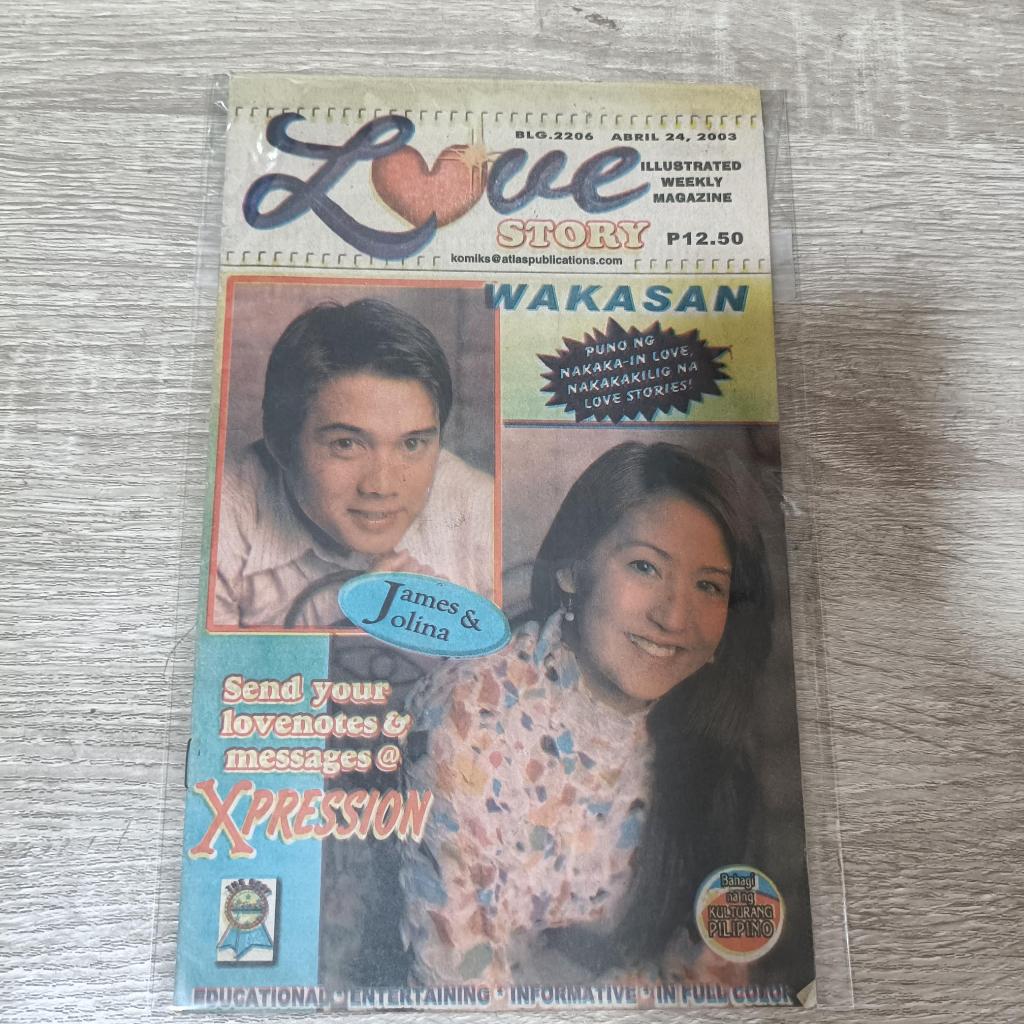 BLG.2206 ABRIL 24, 2003
Love
STORY
ILLUSTRATED
WEEKLY
MAGAZINE
P12.50
komiks@atlaspublications.com
WAKASAN
PUNO NG
NAKAKA-IN LOVE,
NAKAKAKILIG NA
LOVE STORIES!
James &
Jolina
Send your
lovenotes &
messages @
XPRESSION
THE BEST
Bahagi
na ng
KULTURANG
PILIPINO
EDUCATIONAL * ENTERTAINING * INFORMATIVE * IN FULL COLOR